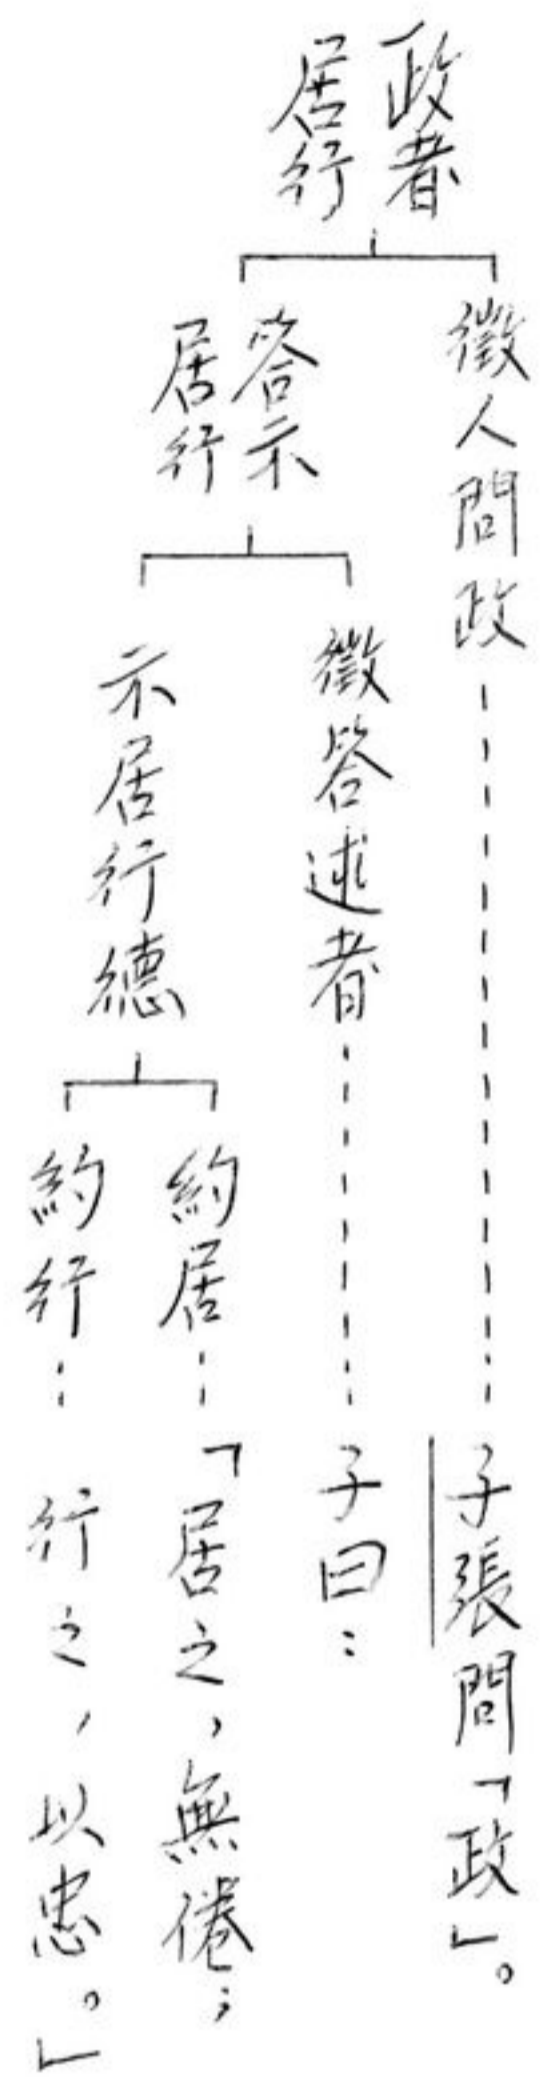 政者
居行
徵人問政
子張問「政」。
答示
居行
徵答述者
子曰：
示居行德
約居：
「居之，無倦；
約行：
行之，以忠。」